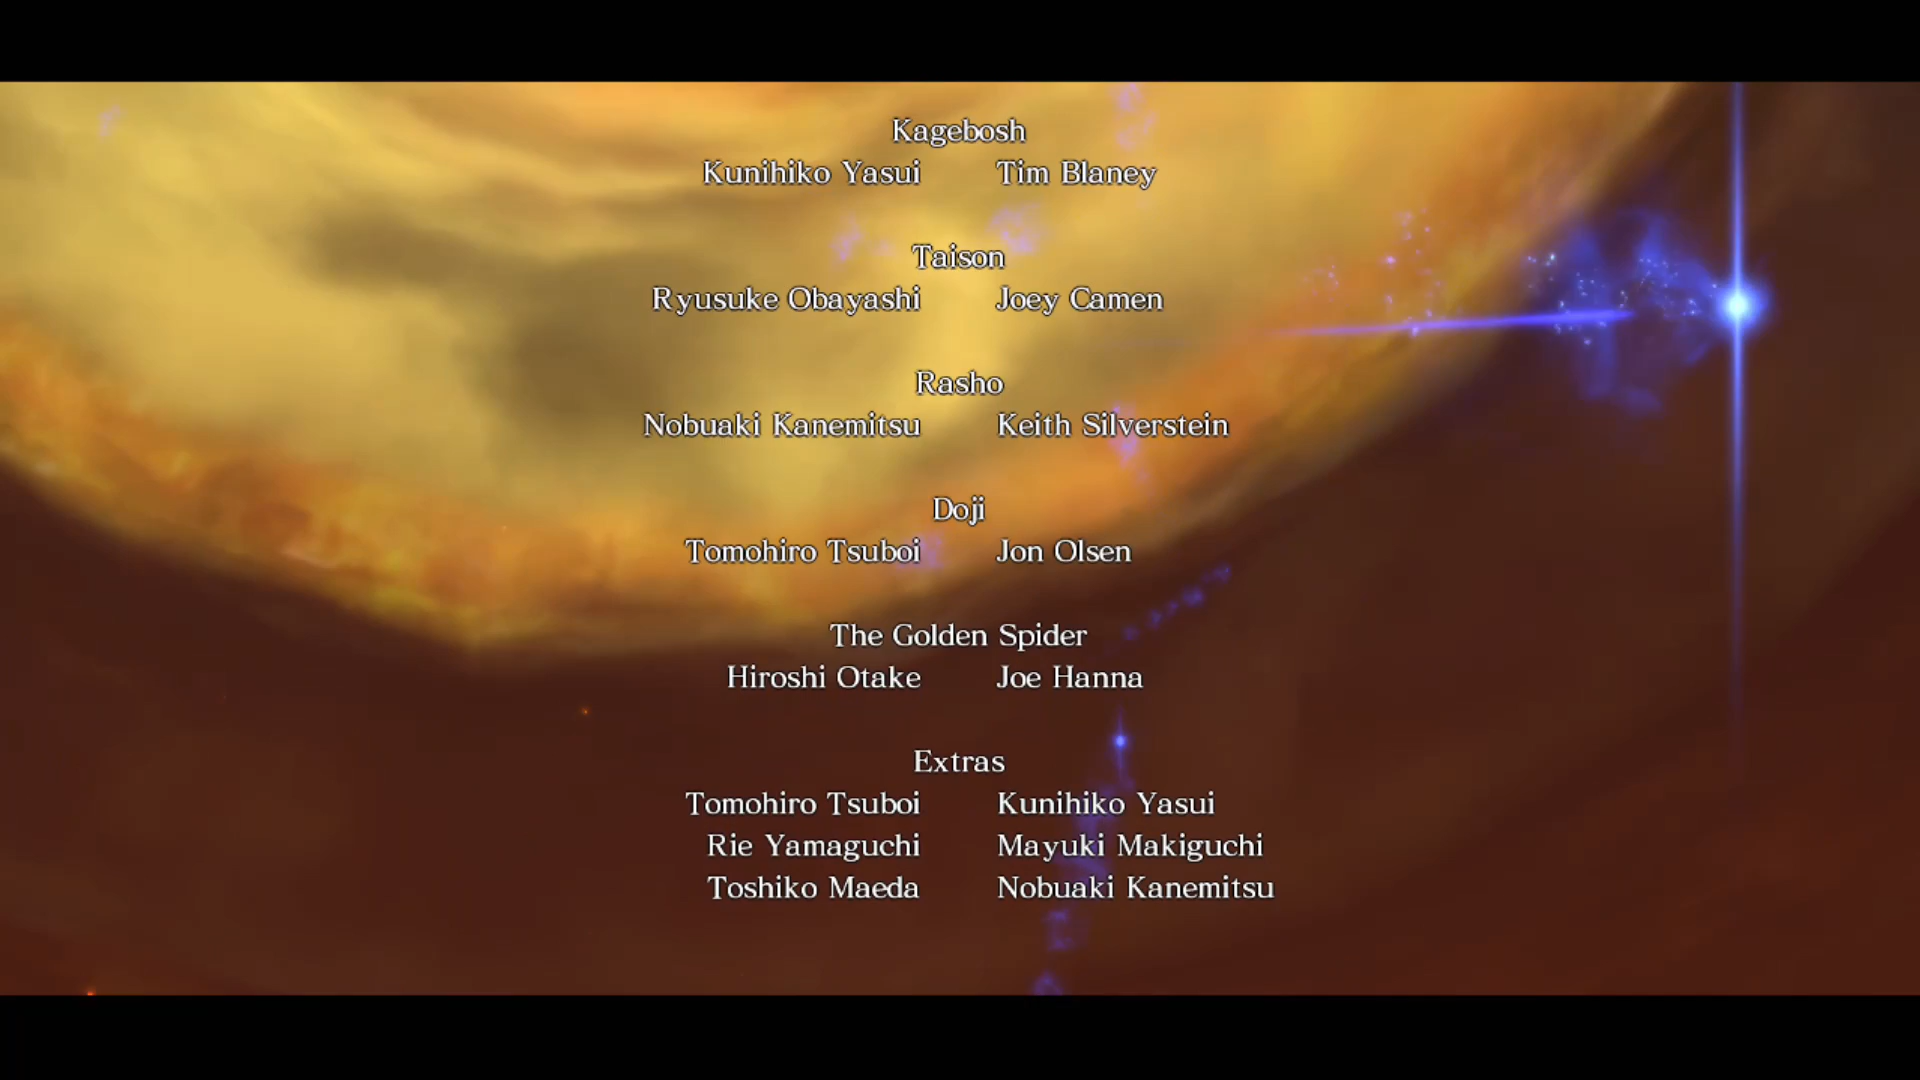 Kagebosh
Kunihiko Yasui Tim Blaney
Taison
Ryusuke Obayashi Joey Camen
Rasho
Nobuaki Kanemitsu Keith Silverstein
Doji
Tomohiro Tsuboi Jon Olsen
The Golden Spider
Hiroshi Otake Joe Hanna
Extras
Tomohiro Tsuboi Kunihiko Yasui
Rie Yamaguchi Mayuki Makiguchi
Toshiko Maeda Nobuaki Kanemitsu